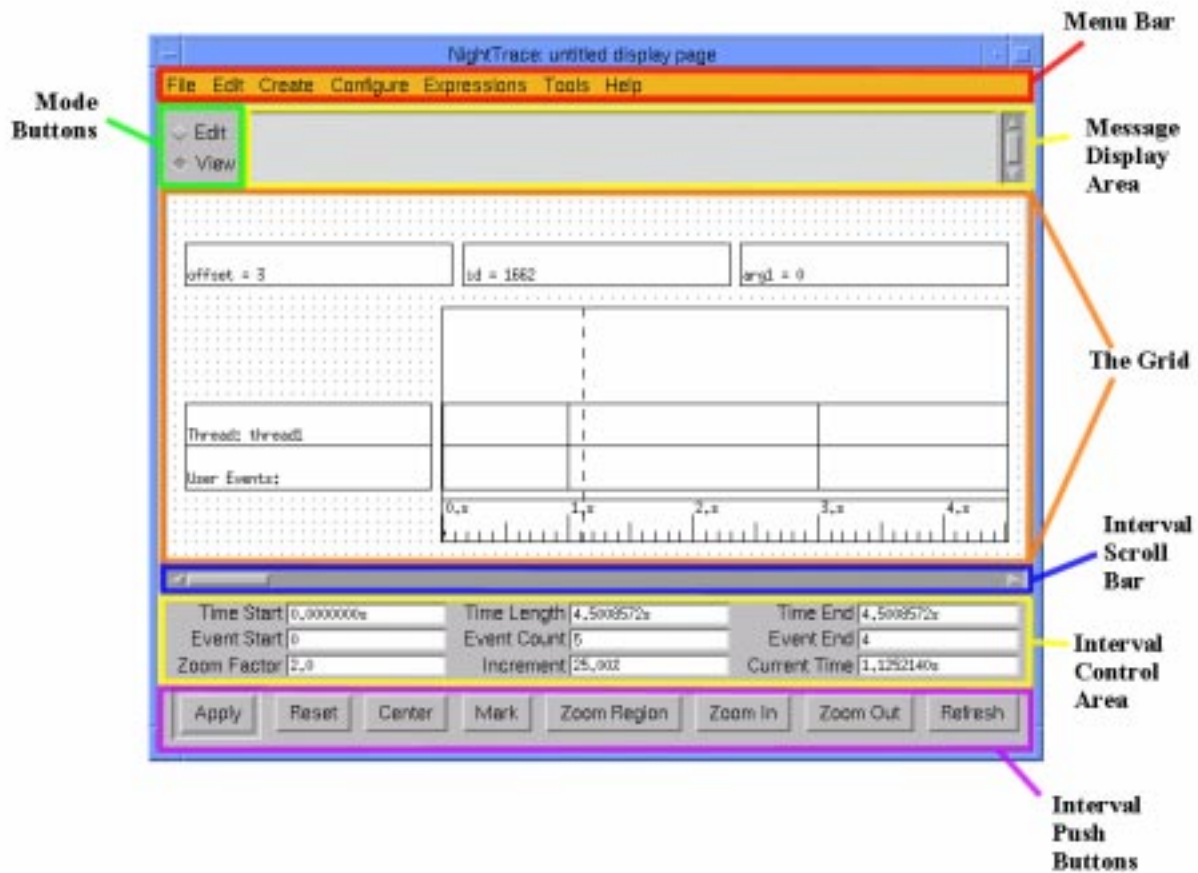 Menu Bar
NightTrace: untitled display page
File Edit Create Configure Expressions Tools Help
Mode
Buttons
Edit
View
Message
Display
Area
offset = 3
id = 1662
arg1 = 0
The Grid
Thread: thread1
User Events:
0.s 1.s 2.s 3.s 4.s
Interval
Scroll
Bar
Time Start 0.0000000s Time Length 4.5008572s Time End 4.5008572s
Event Start 0 Event Count 5 Event End 4
Zoom Factor 2.0 Increment 25.00% Current Time 1.1252140s
Interval
Control
Area
Apply Reset Center Mark Zoom Region Zoom In Zoom Out Refresh
Interval
Push
Buttons